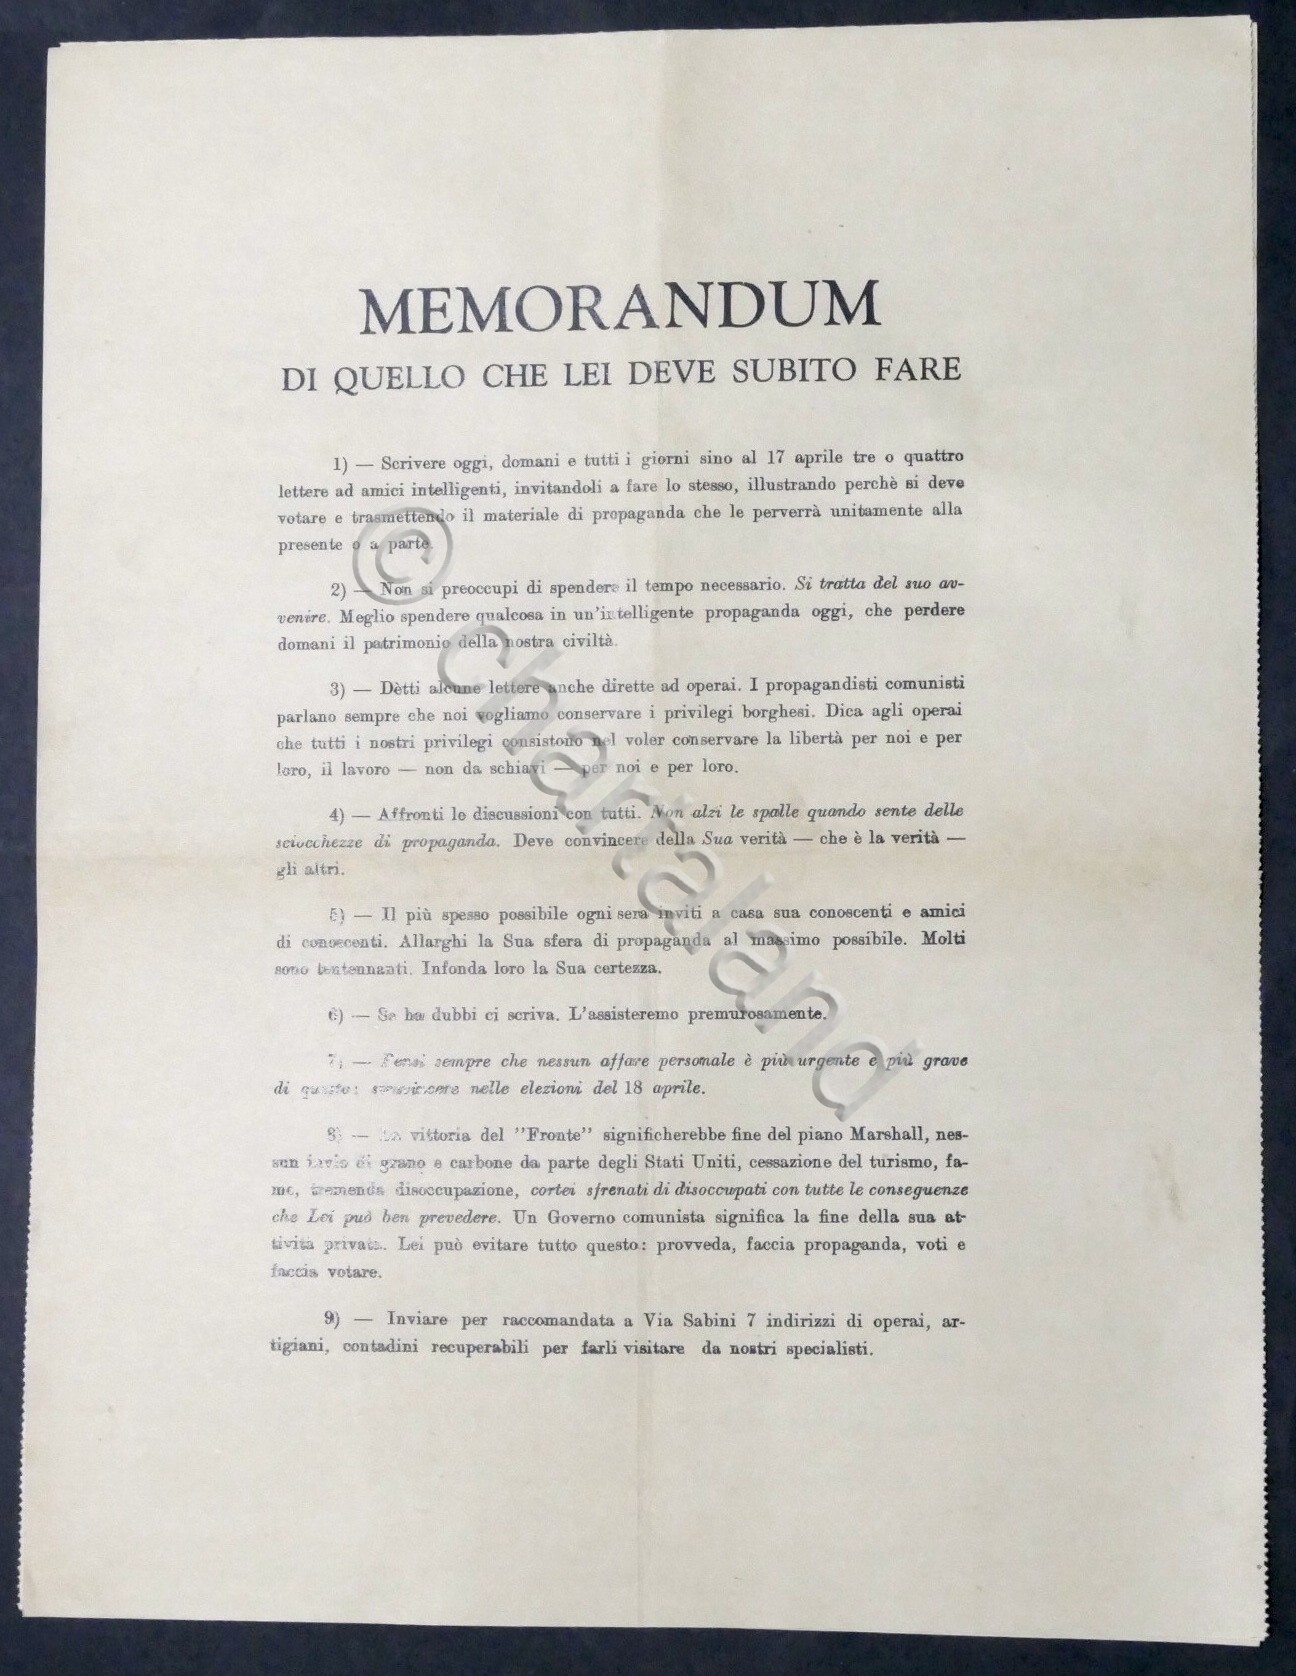 MEMORANDUM
DI QUELLO CHE LEI DEVE SUBITO FARE
1) — Scrivere oggi, domani e tutti i giorni sino al 17 aprile tre o quattro
lettere ad amici intelligenti, invitandoli a fare lo stesso, illustrando perchè si deve
votare e trasmettendo il materiale di propaganda che le perverrà unitamente alla
presente o a parte.
2) — Non si preoccupi di spendere il tempo necessario. Si tratta del suo av-
venire. Meglio spendere qualcosa in un'intelligente propaganda oggi, che perdere
domani il patrimonio della nostra civiltà.
3) — Dètti alcune lettere anche dirette ad operai. I propagandisti comunisti
parlano sempre che noi vogliamo conservare i privilegi borghesi. Dica agli operai
che tutti i nostri privilegi consistono nel voler conservare la libertà per noi e per
loro, il lavoro — non da schiavi — per noi e per loro.
4) — Affronti le discussioni con tutti. Non alzi le spalle quando sente delle
sciocchezze di propaganda. Deve convincere della Sua verità — che è la verità —
gli altri.
5) — Il più spesso possibile ogni sera inviti a casa sua conoscenti e amici
di conoscenti. Allarghi la Sua sfera di propaganda al massimo possibile. Molti
sono tentennanti. Infonda loro la Sua certezza.
6) — Se ha dubbi ci scriva. L'assisteremo premurosamente.
7) — Pensi sempre che nessun affare personale è più urgente e più grave
di questo: stravincere nelle elezioni del 18 aprile.
8) — La vittoria del "Fronte" significherebbe fine del piano Marshall, nes-
sun invio di grano e carbone da parte degli Stati Uniti, cessazione del turismo, fa-
me, tremenda disoccupazione, cortei sfrenati di disoccupati con tutte le conseguenze
che Lei può ben prevedere. Un Governo comunista significa la fine della sua at-
tività privata. Lei può evitare tutto questo: provveda, faccia propaganda, voti e
faccia votare.
9) — Inviare per raccomandata a Via Sabini 7 indirizzi di operai, ar-
tigiani, contadini recuperabili per farli visitare da nostri specialisti.
© chartaland